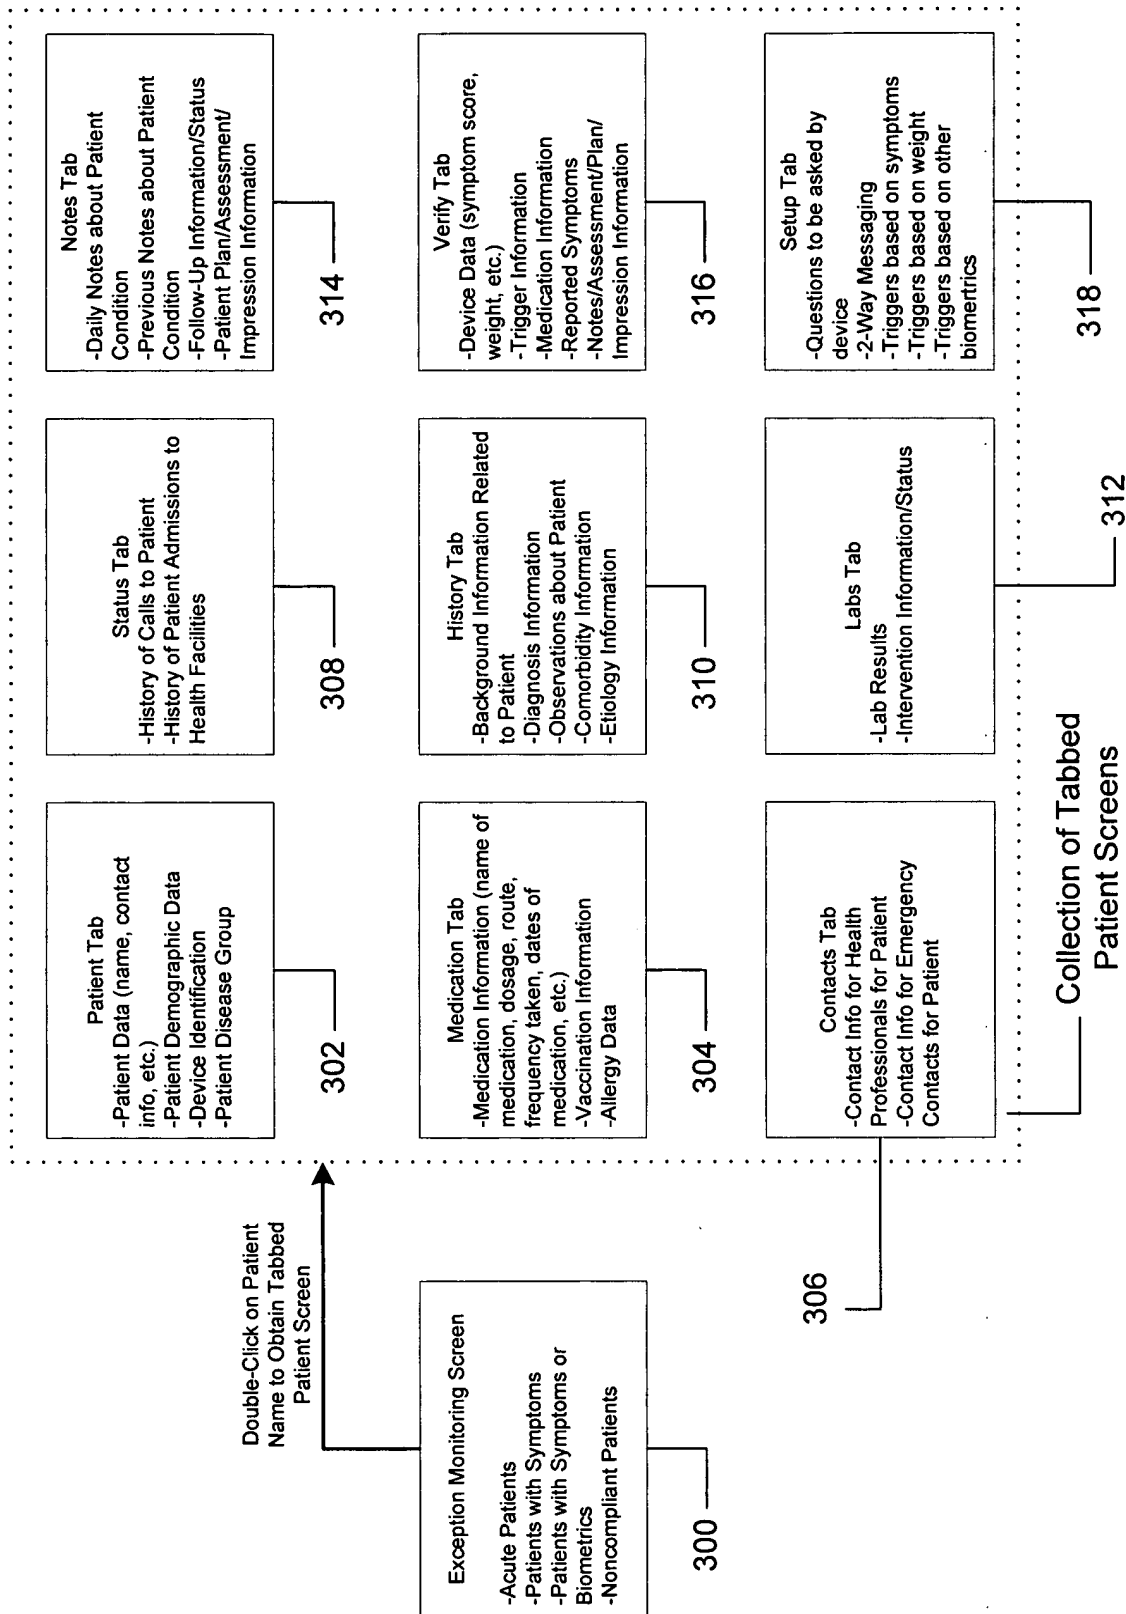 Exception Monitoring Screen
-Acute Patients
-Patients with Symptoms
-Patients with Symptoms or
Biometrics
-Noncompliant Patients
300
Double-Click on Patient
Name to Obtain Tabbed
Patient Screen
Patient Tab
-Patient Data (name, contact
info, etc.)
-Patient Demographic Data
-Device Identification
-Patient Disease Group
302
Status Tab
-History of Calls to Patient
-History of Patient Admissions to
Health Facilities
308
Notes Tab
-Daily Notes about Patient
Condition
-Previous Notes about Patient
Condition
-Follow-Up Information/Status
-Patient Plan/Assessment/
Impression Information
314
Medication Tab
-Medication Information (name of
medication, dosage, route,
frequency taken, dates of
medication, etc.)
-Vaccination Information
-Allergy Data
304
History Tab
-Background Information Related
to Patient
-Diagnosis Information
-Observations about Patient
-Comorbidity Information
-Etiology Information
310
Verify Tab
-Device Data (symptom score,
weight, etc.)
-Trigger Information
-Medication Information
-Reported Symptoms
-Notes/Assessment/Plan/
Impression Information
316
Contacts Tab
-Contact Info for Health
Professionals for Patient
-Contact Info for Emergency
Contacts for Patient
306
Labs Tab
-Lab Results
-Intervention Information/Status
312
Setup Tab
-Questions to be asked by
device
-2-Way Messaging
-Triggers based on symptoms
-Triggers based on weight
-Triggers based on other
biomertrics
318
Collection of Tabbed
Patient Screens